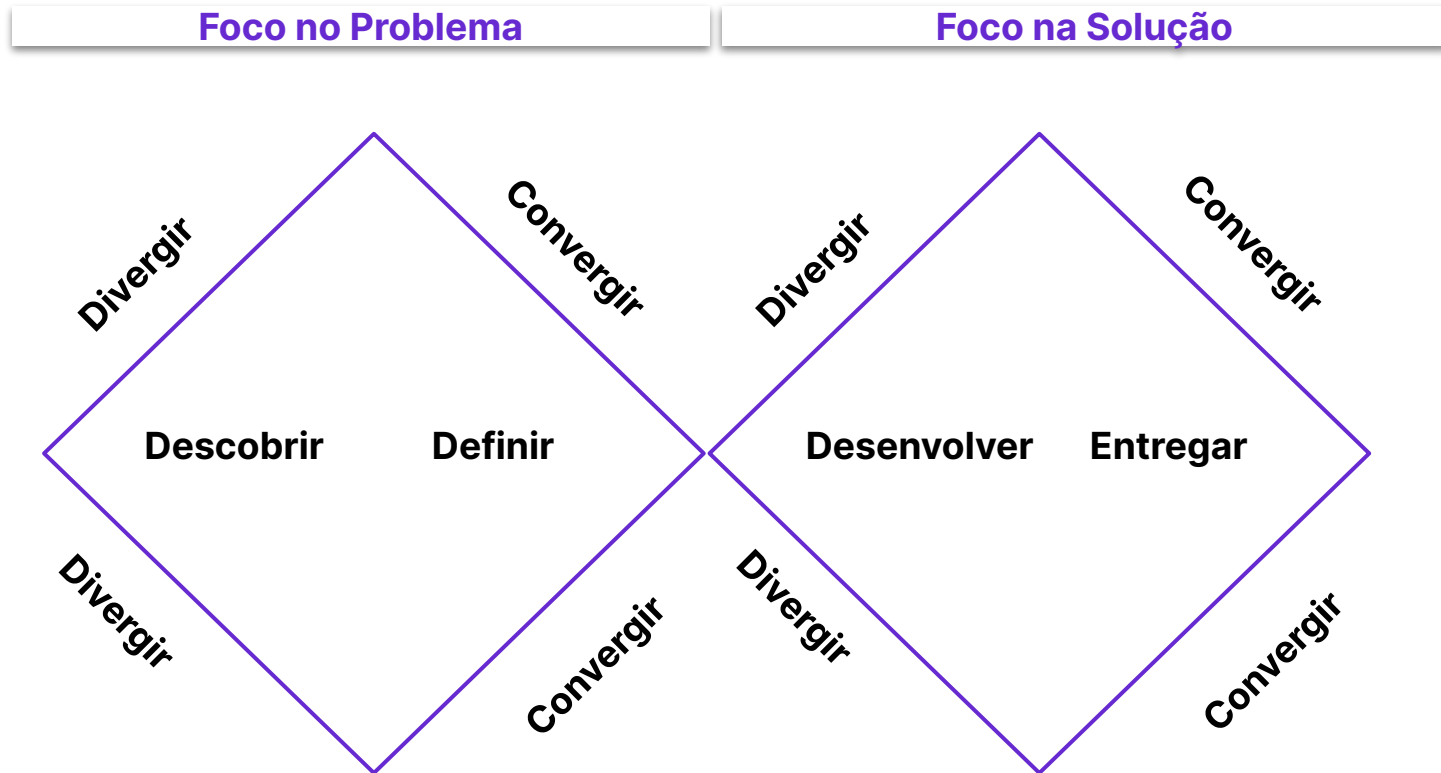 Foco no Problema
Foco na Solução
Divergir
Convergir
Divergir
Convergir
Descobrir
Definir
Desenvolver
Entregar
Divergir
Convergir
Divergir
Convergir